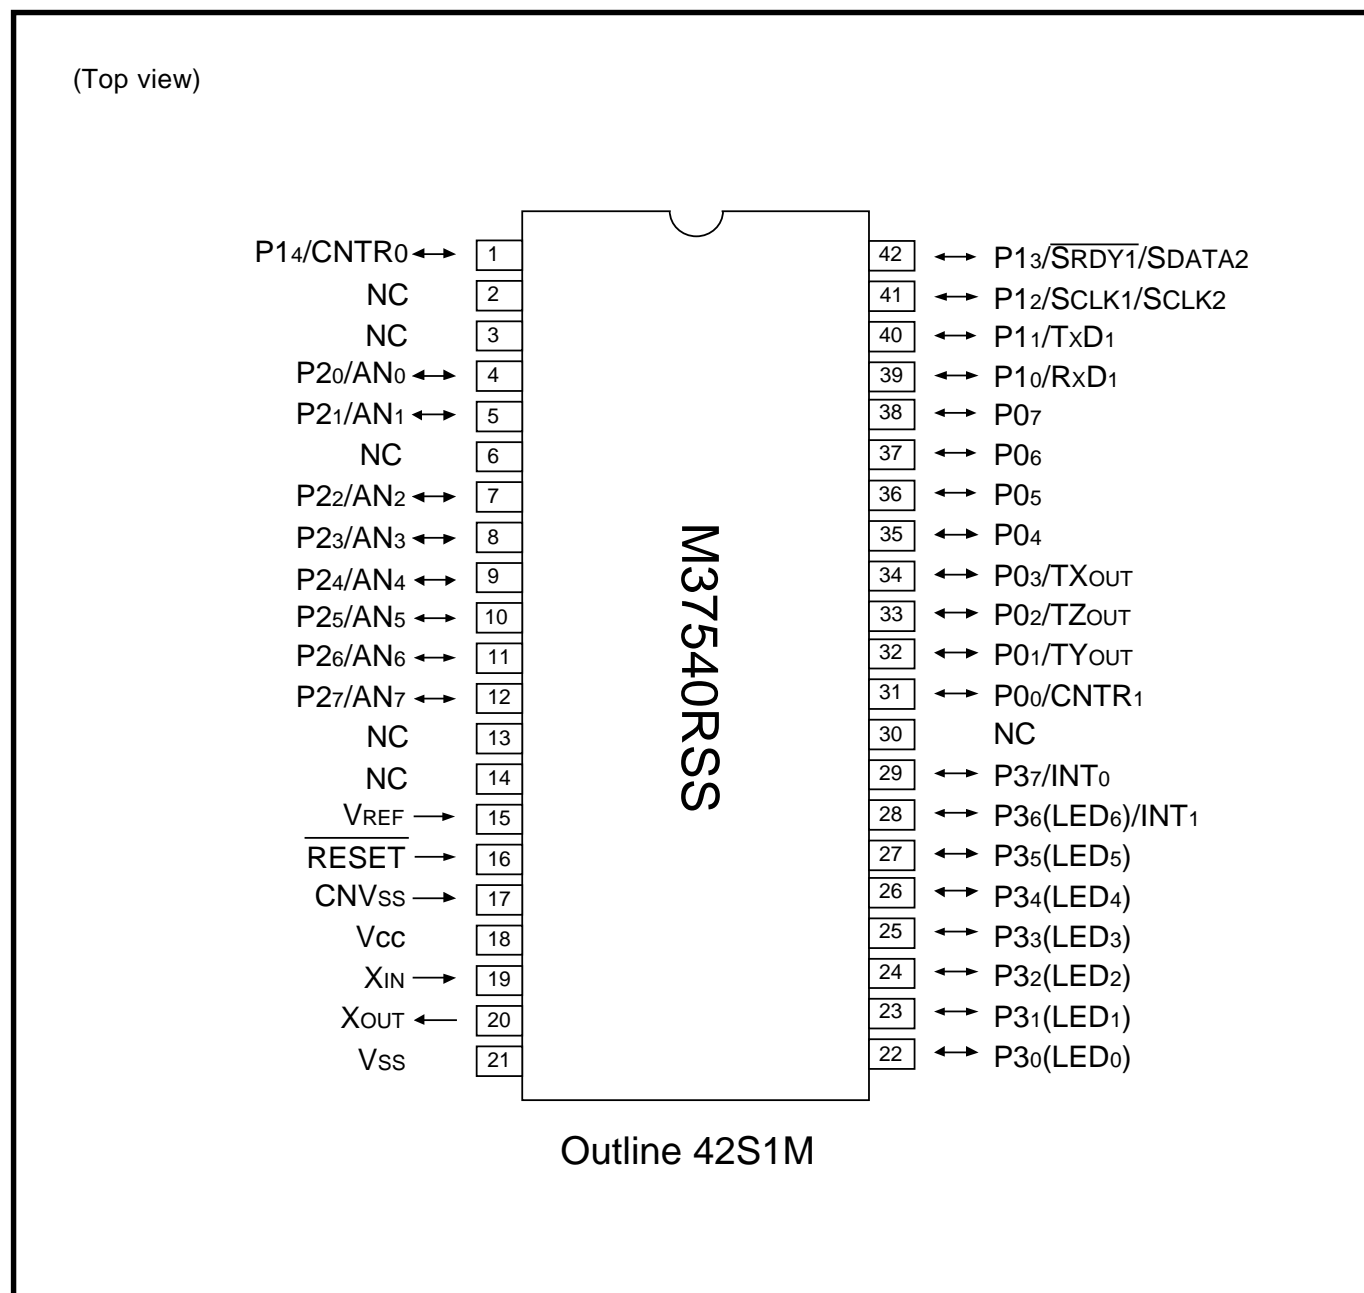 (Top view)
P14/CNTR0 1
NC 2
NC 3
P20/AN0 4
P21/AN1 5
NC 6
P22/AN2 7
P23/AN3 8
P24/AN4 9
P25/AN5 10
P26/AN6 11
P27/AN7 12
NC 13
NC 14
VREF 15
RESET 16
CNVSS 17
Vcc 18
XIN 19
XOUT 20
VSS 21
M37540RSS
42 P13/SRDY1/SDATA2
41 P12/SCLK1/SCLK2
40 P11/TxD1
39 P10/RxD1
38 P07
37 P06
36 P05
35 P04
34 P03/TXOUT
33 P02/TZOUT
32 P01/TYOUT
31 P00/CNTR1
30 NC
29 P37/INT0
28 P36(LED6)/INT1
27 P35(LED5)
26 P34(LED4)
25 P33(LED3)
24 P32(LED2)
23 P31(LED1)
22 P30(LED0)
Outline 42S1M